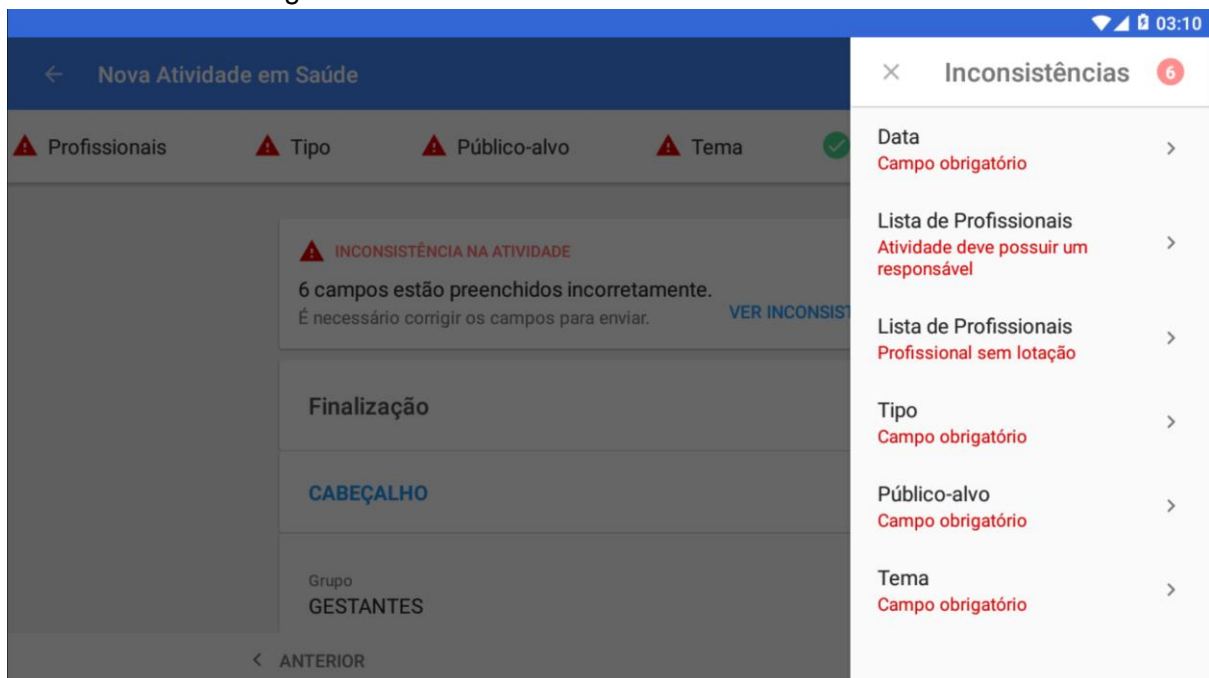 03:10
Nova Atividade em Saúde
Inconsistências 6
Profissionais
Tipo
Público-alvo
Tema
INCONSISTÊNCIA NA ATIVIDADE
6 campos estão preenchidos incorretamente.
É necessário corrigir os campos para enviar.
VER INCONSIST
Finalização
CABEÇALHO
Grupo
GESTANTES
ANTERIOR
Data
Campo obrigatório
Lista de Profissionais
Atividade deve possuir um
responsável
Lista de Profissionais
Profissional sem lotação
Tipo
Campo obrigatório
Público-alvo
Campo obrigatório
Tema
Campo obrigatório